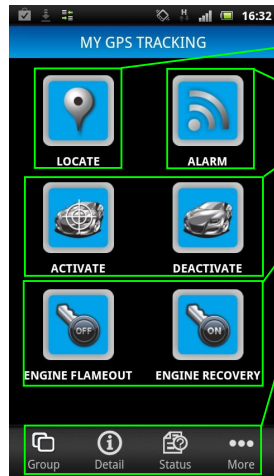 16:32
MY GPS TRACKING
LOCATE ALARM
ACTIVATE DEACTIVATE
OFF ON
ENGINE FLAMEOUT ENGINE RECOVERY
Group Detail Status More